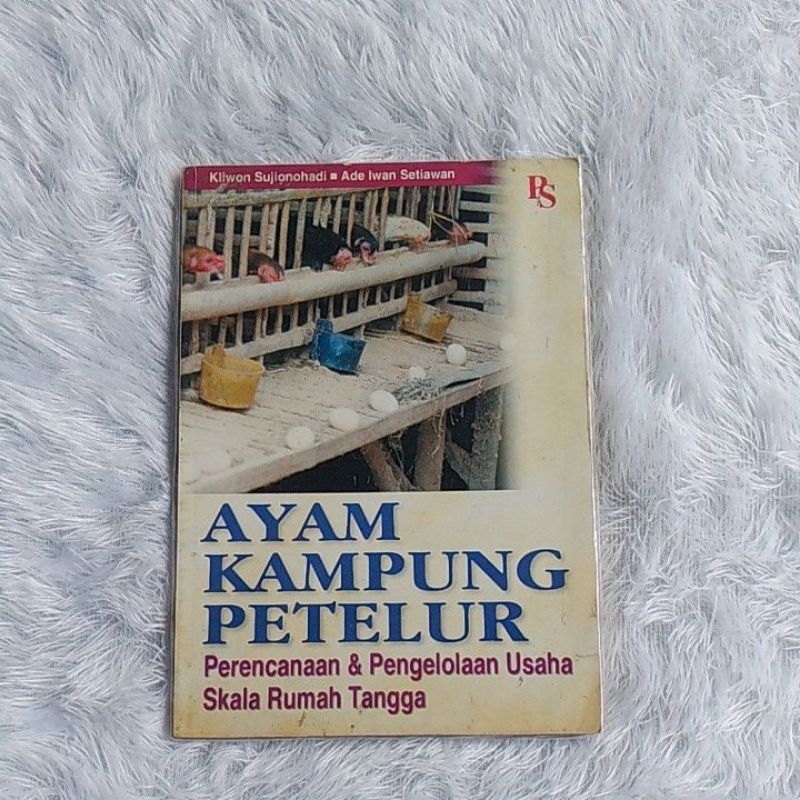 Kliwon Sujionohadi ▪ Ade Iwan Setiawan
PS
AYAM
KAMPUNG
PETELUR
Perencanaan & Pengelolaan Usaha
Skala Rumah Tangga